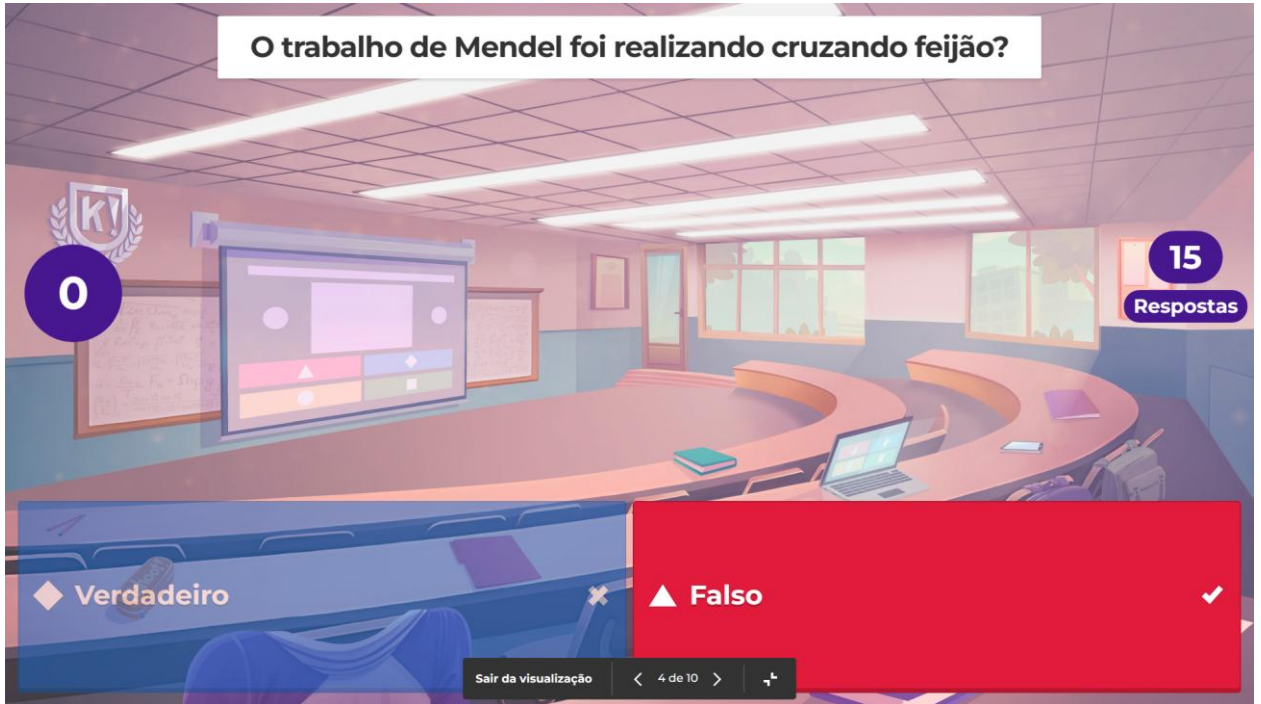 O trabalho de Mendel foi realizando cruzando feijão?
K!
0
15
Respostas
Verdadeiro
Falso
Sair da visualização
4 de 10